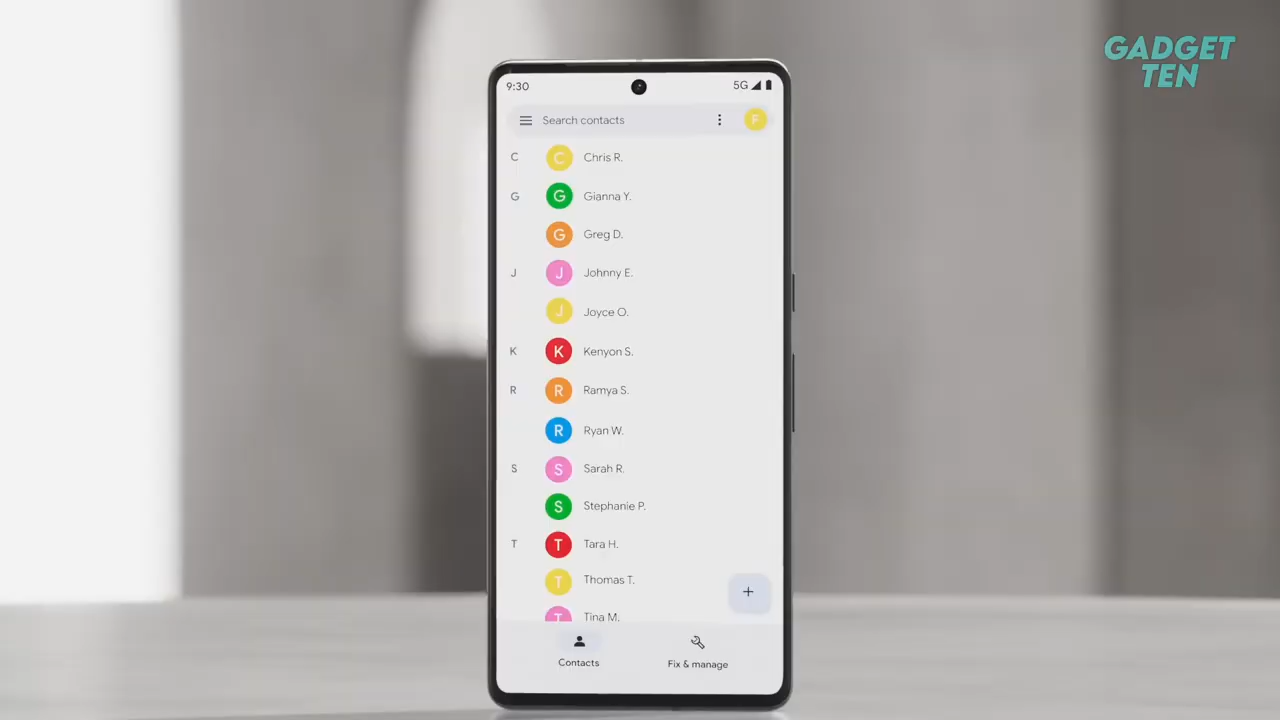 GADGET
TEN
9:30 5G
Search contacts F
C C Chris R.
G G Gianna Y.
G Greg D.
J J Johnny E.
J Joyce O.
K K Kenyon S.
R R Ramya S.
R Ryan W.
S S Sarah R.
S Stephanie P.
T T Tara H.
T Thomas T.
T Tina M.
+
Contacts Fix & manage